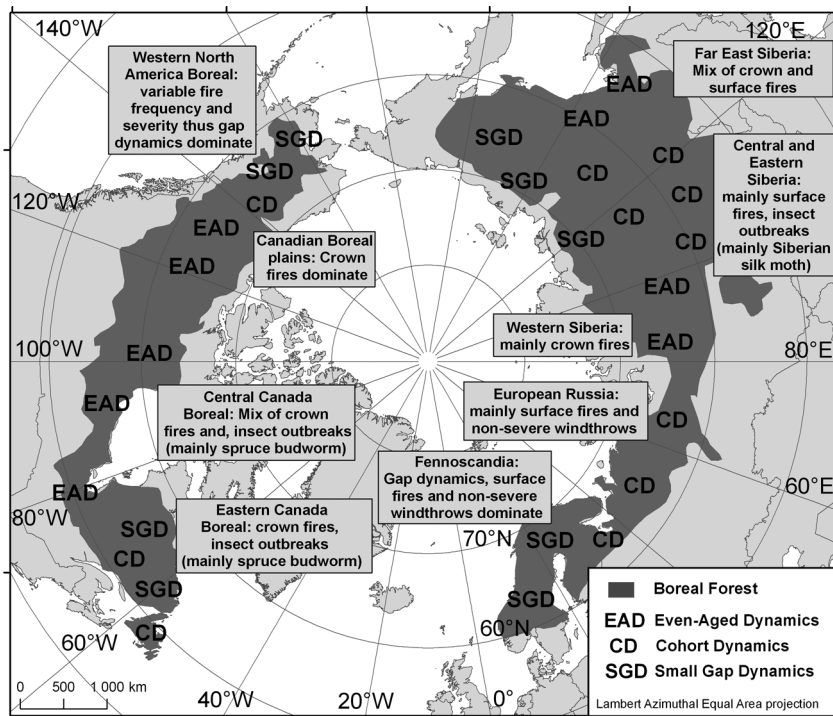 140°W
120°E
Western North
America Boreal:
variable fire
frequency and
severity thus gap
dynamics dominate
Far East Siberia:
Mix of crown and
surface fires
EAD
EAD
SGD
SGD
SGD
CD
CD
Central and
Eastern
Siberia:
mainly surface
fires, insect
outbreaks
(mainly Siberian
silk moth)
SGD
CD
CD
120°W
CD
EAD
CD
SGD
CD
Canadian Boreal
plains: Crown
fires dominate
EAD
EAD
Western Siberia:
mainly crown fires
EAD
100°W
EAD
80°E
Central Canada
Boreal: Mix of crown
fires and, insect outbreaks
(mainly spruce budworm)
European Russia:
mainly surface fires and
non-severe windthrows
EAD
CD
Fennoscandia:
Gap dynamics, surface
fires and non-severe
windthrows dominate
EAD
CD
60°E
80°W
Eastern Canada
Boreal: crown fires,
insect outbreaks
(mainly spruce budworm)
SGD
CD
SGD
70°N
SGD
CD
SGD
60°N
CD
60°W
Boreal Forest
EAD Even-Aged Dynamics
CD Cohort Dynamics
SGD Small Gap Dynamics
Lambert Azimuthal Equal Area projection
0 500 1 000 km
40°W
20°W
0°